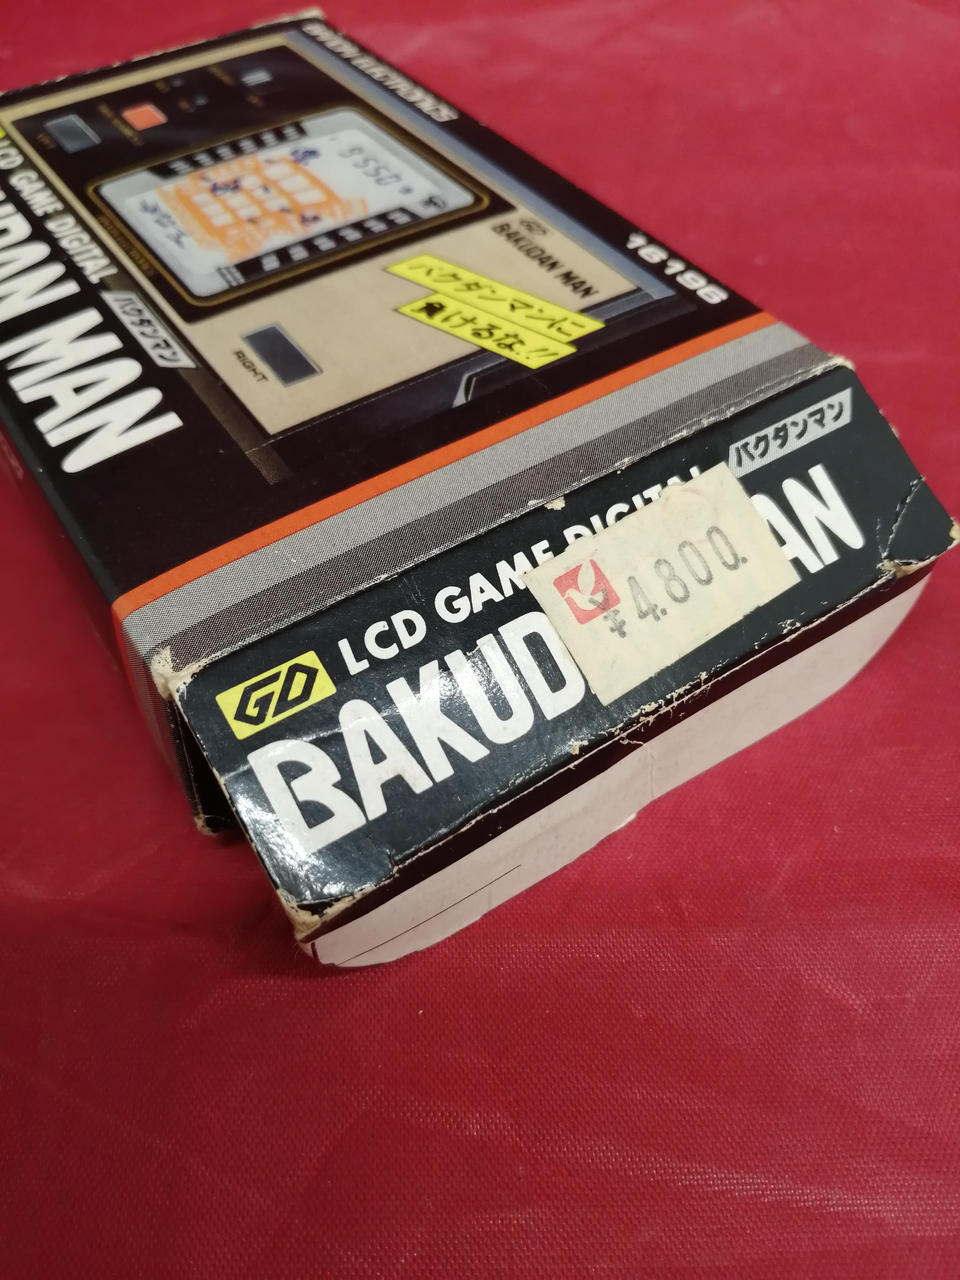 BANDAI ELECTRONICS
16196
0555
BAKUDAN MAN
バクダンマンに
負けるな!!
RIGHT
LCD GAME DIGITAL
バクダンマン
DAN MAN
バクダンマン
GD
LCD GAME DIGITAL
BAKUD
AN
¥4.800.